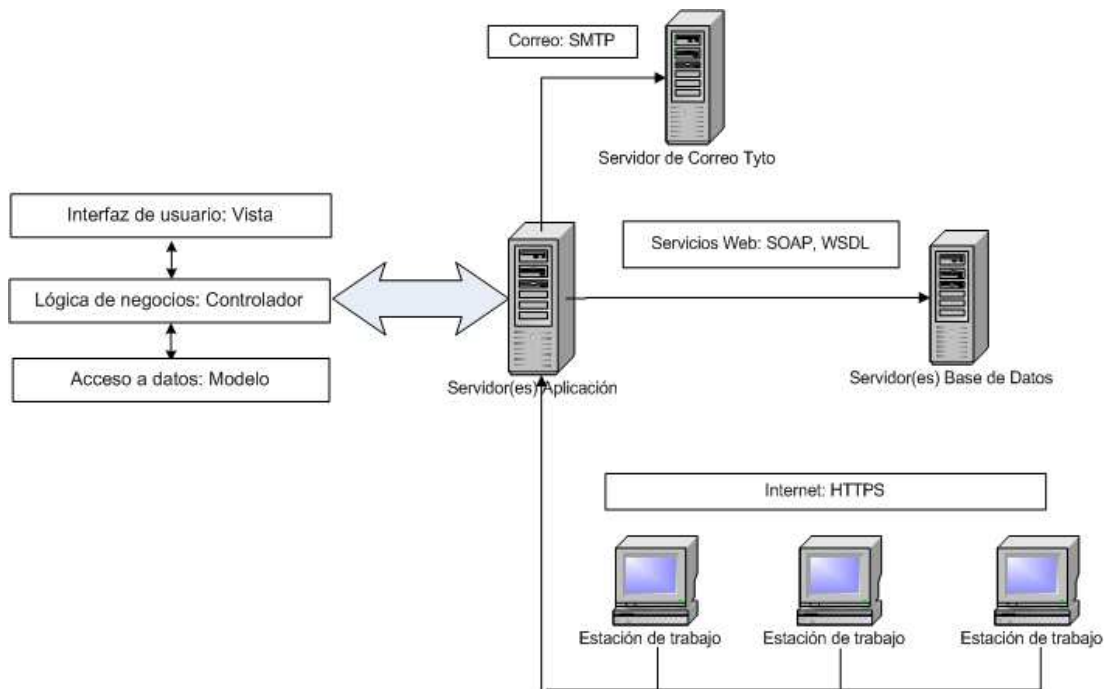 Correo: SMTP
Servidor de Correo Tyto
Interfaz de usuario: Vista
Servicios Web: SOAP, WSDL
Lógica de negocios: Controlador
Acceso a datos: Modelo
Servidor(es) Aplicación
Servidor(es) Base de Datos
Internet: HTTPS
Estación de trabajo
Estación de trabajo
Estación de trabajo